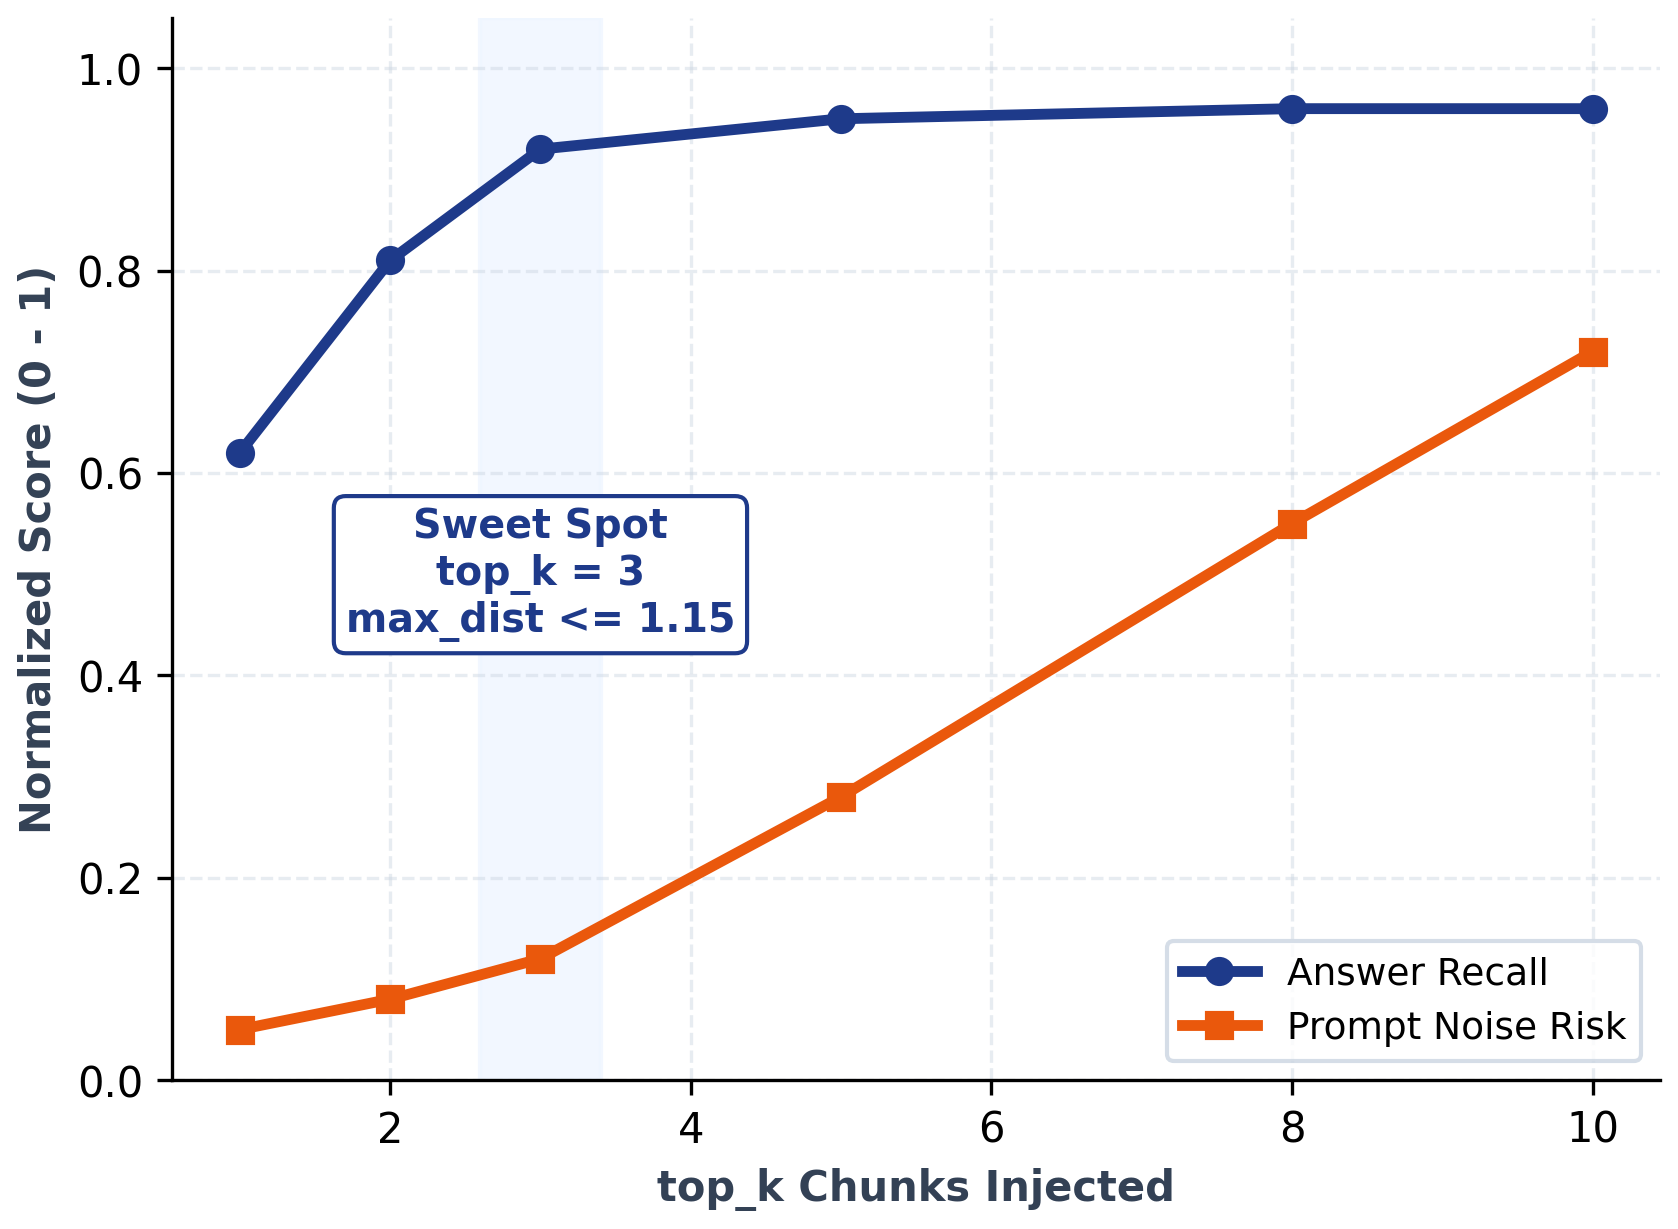 Normalized Score (0 - 1)
1.0
0.8
0.6
0.4
0.2
0.0
Sweet Spot
top_k = 3
max_dist <= 1.15
Answer Recall
Prompt Noise Risk
2 4 6 8 10
top_k Chunks Injected